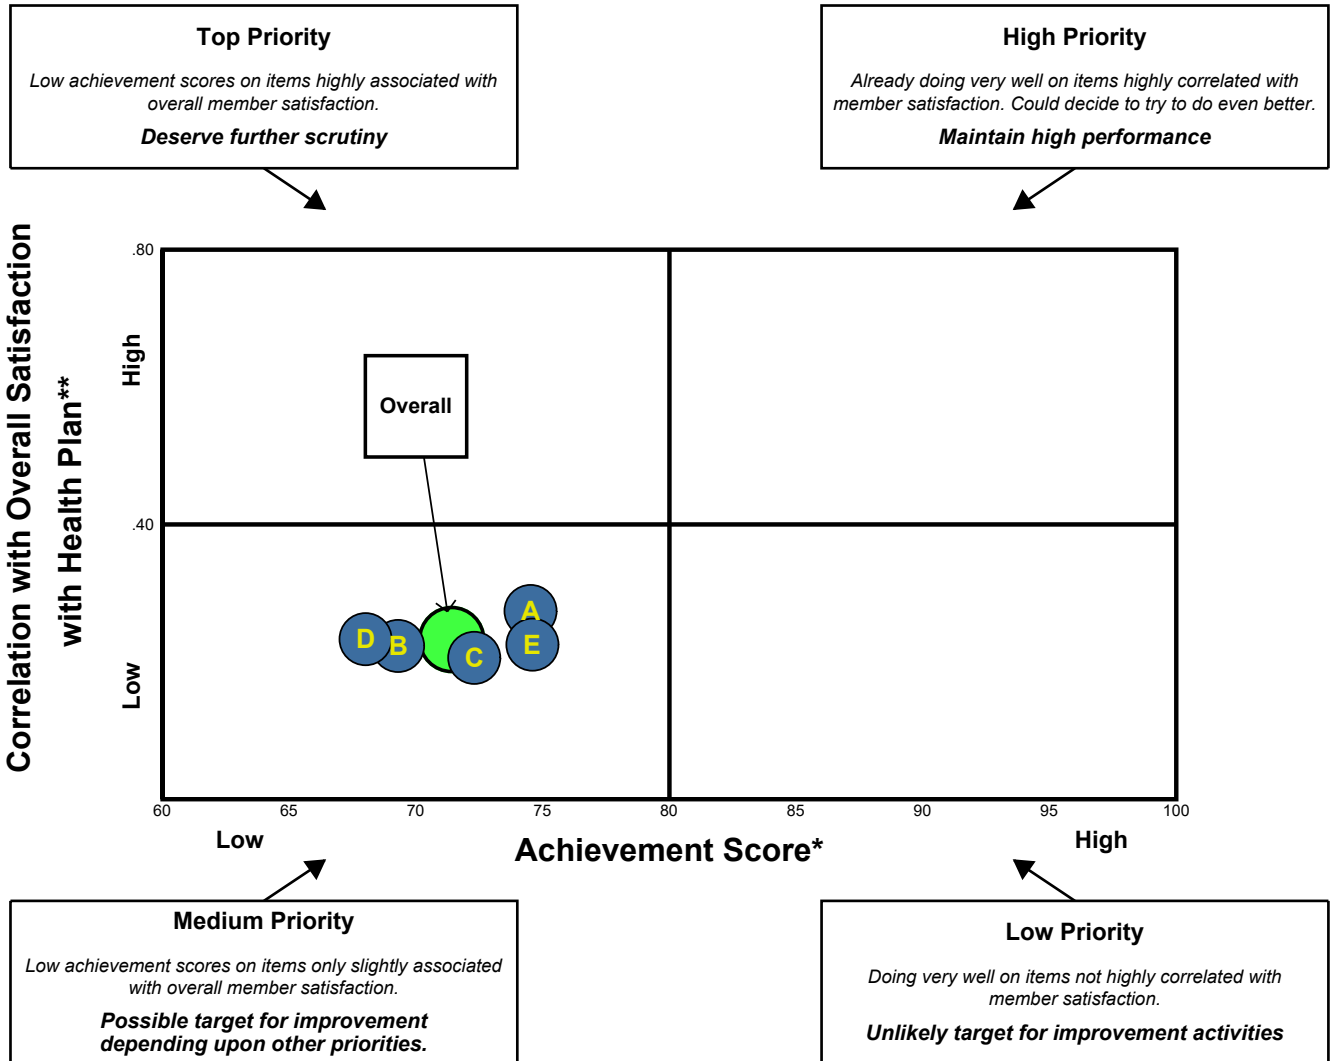 Top Priority
Low achievement scores on items highly associated with
overall member satisfaction.
Deserve further scrutiny
High Priority
Already doing very well on items highly correlated with
member satisfaction. Could decide to try to do even better.
Maintain high performance
Correlation with Overall Satisfaction
with Health Plan**
High
Low
.80
.40
Overall
A
D
B
C
E
60
65
70
75
80
85
90
95
100
Low
Achievement Score*
High
Medium Priority
Low achievement scores on items only slightly associated
with overall member satisfaction.
Possible target for improvement
depending upon other priorities.
Low Priority
Doing very well on items not highly correlated with
member satisfaction.
Unlikely target for improvement activities